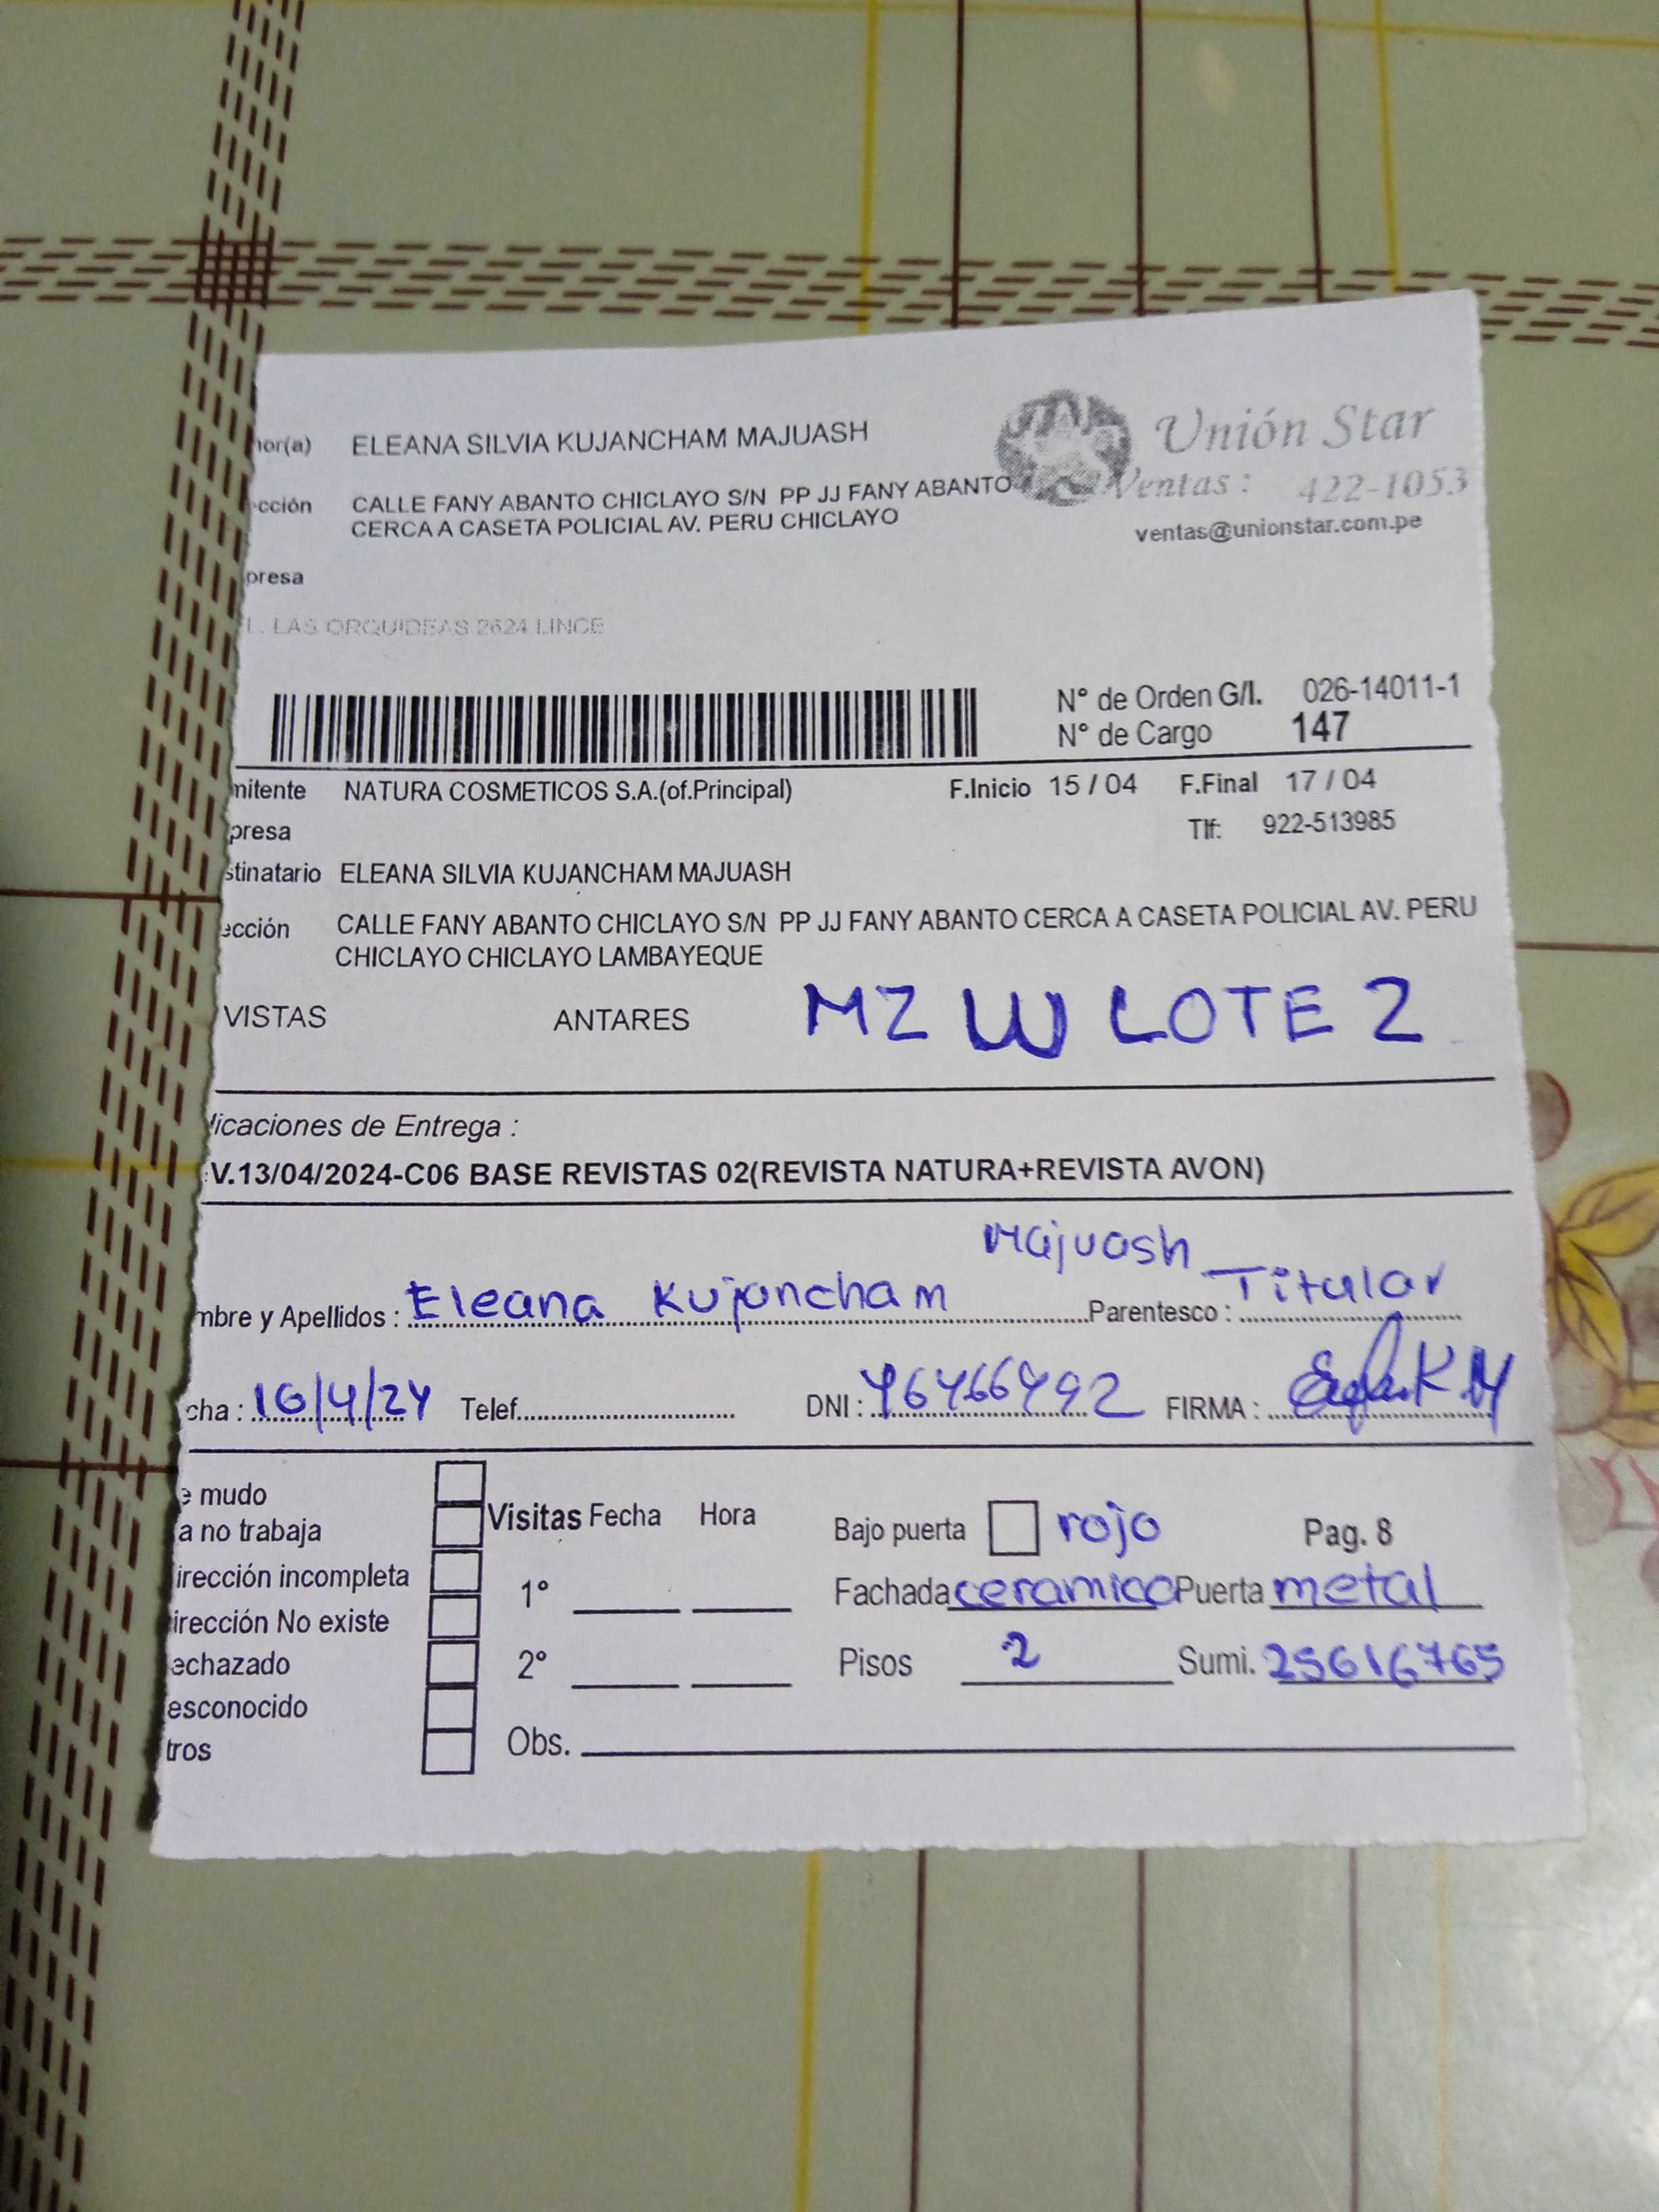 nor(a) ELEANA SILVIA KUJANCHAM MAJUASH
Unión Star
cción CALLE FANY ABANTO CHICLAYO S/N PP JJ FANY ABANTO
CERCA A CASETA POLICIAL AV. PERU CHICLAYO
Ventas : 422-1053
ventas@unionstar.com.pe
presa
LAS ORQUIDEAS 2624 LINCE
N° de Orden G/I. 026-14011-1
N° de Cargo 147
mitente NATURA COSMETICOS S.A.(of.Principal) F.Inicio 15 / 04 F.Final 17 / 04
presa Tlf: 922-513985
stinatario ELEANA SILVIA KUJANCHAM MAJUASH
ección CALLE FANY ABANTO CHICLAYO S/N PP JJ FANY ABANTO CERCA A CASETA POLICIAL AV. PERU
CHICLAYO CHICLAYO LAMBAYEQUE
VISTAS ANTARES MZ W LOTE 2
licaciones de Entrega :
V.13/04/2024-C06 BASE REVISTAS 02(REVISTA NATURA+REVISTA AVON)
Majuash
mbre y Apellidos : Eleana Kujancham Parentesco : Titular
cha : 16/4/24 Telef. DNI : 46466492 FIRMA :
e mudo
a no trabaja
irección incompleta
irección No existe
echazado
esconocido
tros
Visitas Fecha Hora
1°
2°
Obs.
Bajo puerta rojo Pag. 8
Fachada ceramico Puerta metal
Pisos 2 Sumi. 25616765